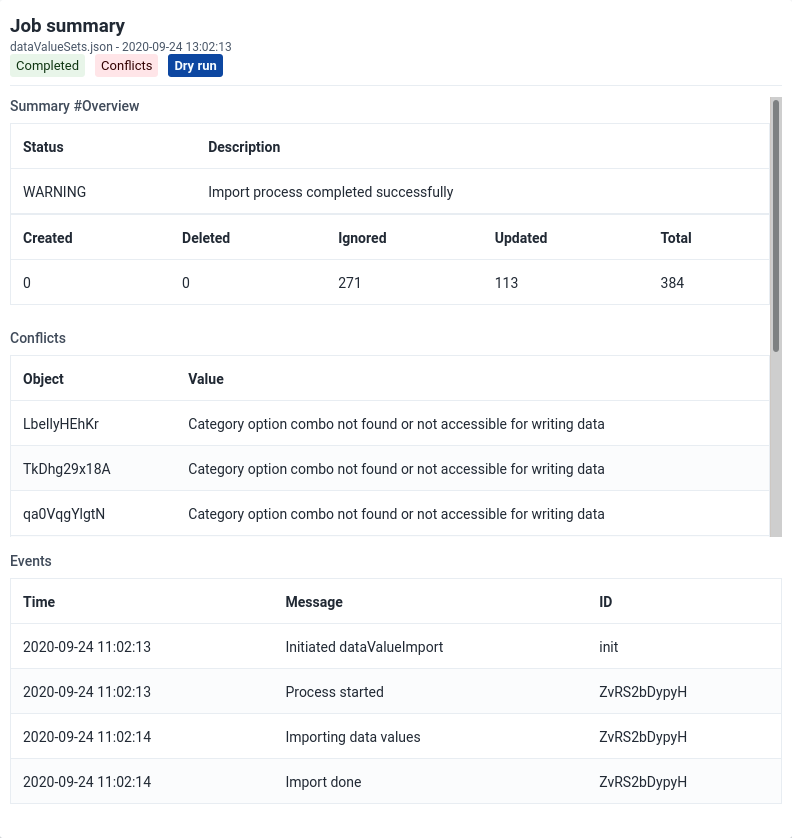 Job summary
dataValueSets.json - 2020-09-24 13:02:13
Completed Conflicts Dry run
Summary #Overview
Status Description
WARNING Import process completed successfully
Created Deleted Ignored Updated Total
0 0 271 113 384
Conflicts
Object Value
LbellyHEhKr Category option combo not found or not accessible for writing data
TkDhg29x18A Category option combo not found or not accessible for writing data
qa0VqgYlgtN Category option combo not found or not accessible for writing data
Events
Time Message ID
2020-09-24 11:02:13 Initiated dataValueImport init
2020-09-24 11:02:13 Process started ZvRS2bDypyH
2020-09-24 11:02:14 Importing data values ZvRS2bDypyH
2020-09-24 11:02:14 Import done ZvRS2bDypyH